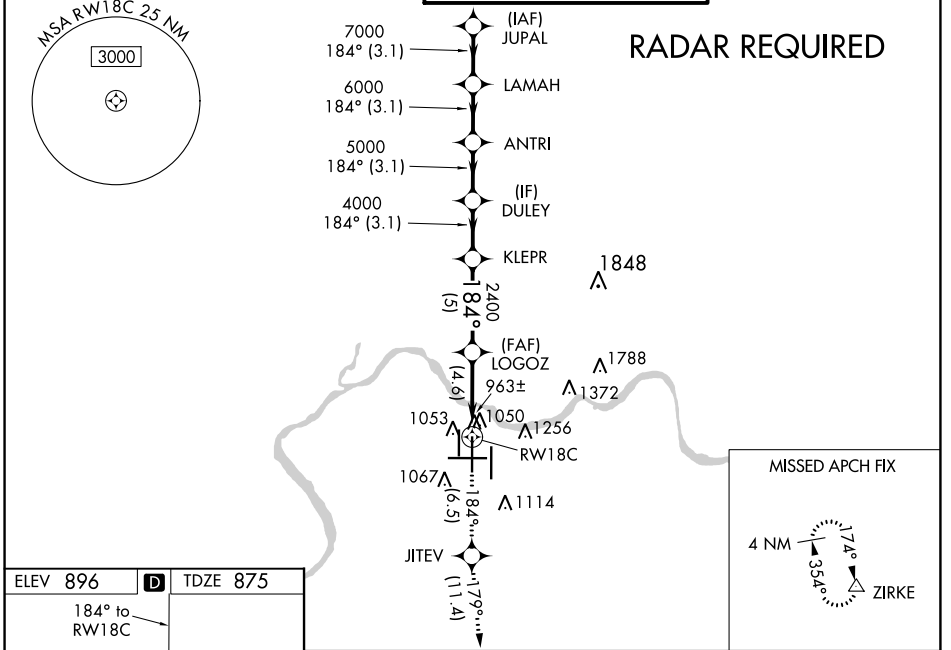 MSA RW18C 25 NM
3000
RADAR REQUIRED
(IAF)
JUPAL
7000
184° (3.1)
LAMAH
6000
184° (3.1)
ANTRI
5000
184° (3.1)
(IF)
DULEY
4000
184° (3.1)
KLEPR
1848
2400
184°
(5)
(FAF)
LOGOZ
1788
(4.6)
963±
1372
1053
1050
1256
RW18C
1067
184°
(6.5)
1114
JITEV
179°
(11.4)
MISSED APCH FIX
4 NM
174°
354°
ZIRKE
ELEV 896 D TDZE 875
184° to
RW18C